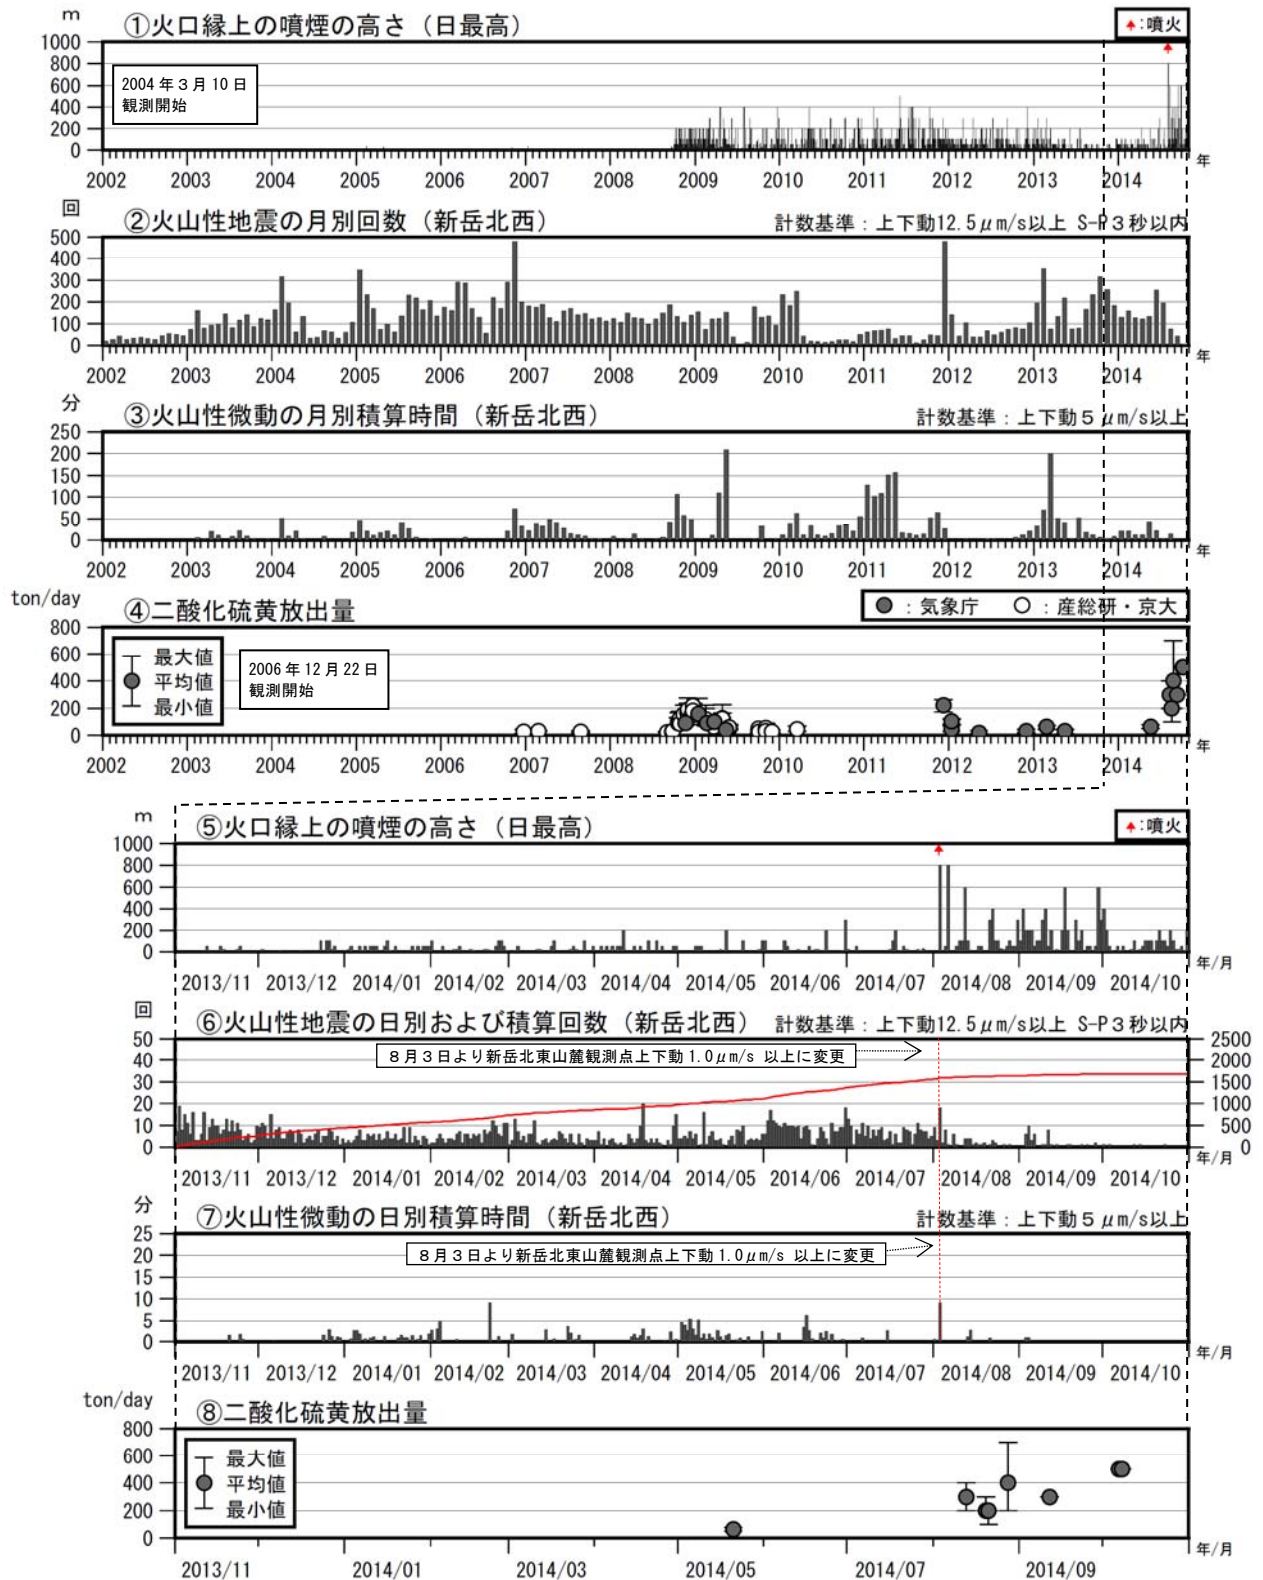 m ①火口縁上の噴煙の高さ（日最高） ↑:噴火
1000
800
600
400
200
0
2004年3月10日
観測開始
2002 2003 2004 2005 2006 2007 2008 2009 2010 2011 2012 2013 2014 年
回 ②火山性地震の月別回数（新岳北西） 計数基準：上下動12.5μm/s以上 S-P3秒以内
500
400
300
200
100
0
2002 2003 2004 2005 2006 2007 2008 2009 2010 2011 2012 2013 2014 年
分 ③火山性微動の月別積算時間（新岳北西） 計数基準：上下動5μm/s以上
250
200
150
100
50
0
2002 2003 2004 2005 2006 2007 2008 2009 2010 2011 2012 2013 2014 年
ton/day ④二酸化硫黄放出量 ●：気象庁 ○：産総研・京大
800
600
400
200
0
最大値
平均値
最小値
2006年12月22日
観測開始
2002 2003 2004 2005 2006 2007 2008 2009 2010 2011 2012 2013 2014 年
m ⑤火口縁上の噴煙の高さ（日最高） ↑:噴火
1000
800
600
400
200
0
2013/11 2013/12 2014/01 2014/02 2014/03 2014/04 2014/05 2014/06 2014/07 2014/08 2014/09 2014/10 年/月
回 ⑥火山性地震の日別および積算回数（新岳北西） 計数基準：上下動12.5μm/s以上 S-P3秒以内
50 2500
40 2000
30 1500
20 1000
10 500
0 0
8月3日より新岳北東山麓観測点上下動1.0μm/s 以上に変更
2013/11 2013/12 2014/01 2014/02 2014/03 2014/04 2014/05 2014/06 2014/07 2014/08 2014/09 2014/10 年/月
分 ⑦火山性微動の日別積算時間（新岳北西） 計数基準：上下動5μm/s以上
25
20
15
10
5
0
8月3日より新岳北東山麓観測点上下動1.0μm/s 以上に変更
2013/11 2013/12 2014/01 2014/02 2014/03 2014/04 2014/05 2014/06 2014/07 2014/08 2014/09 2014/10 年/月
ton/day ⑧二酸化硫黄放出量
800
600
400
200
0
最大値
平均値
最小値
2013/11 2014/01 2014/03 2014/05 2014/07 2014/09 年/月